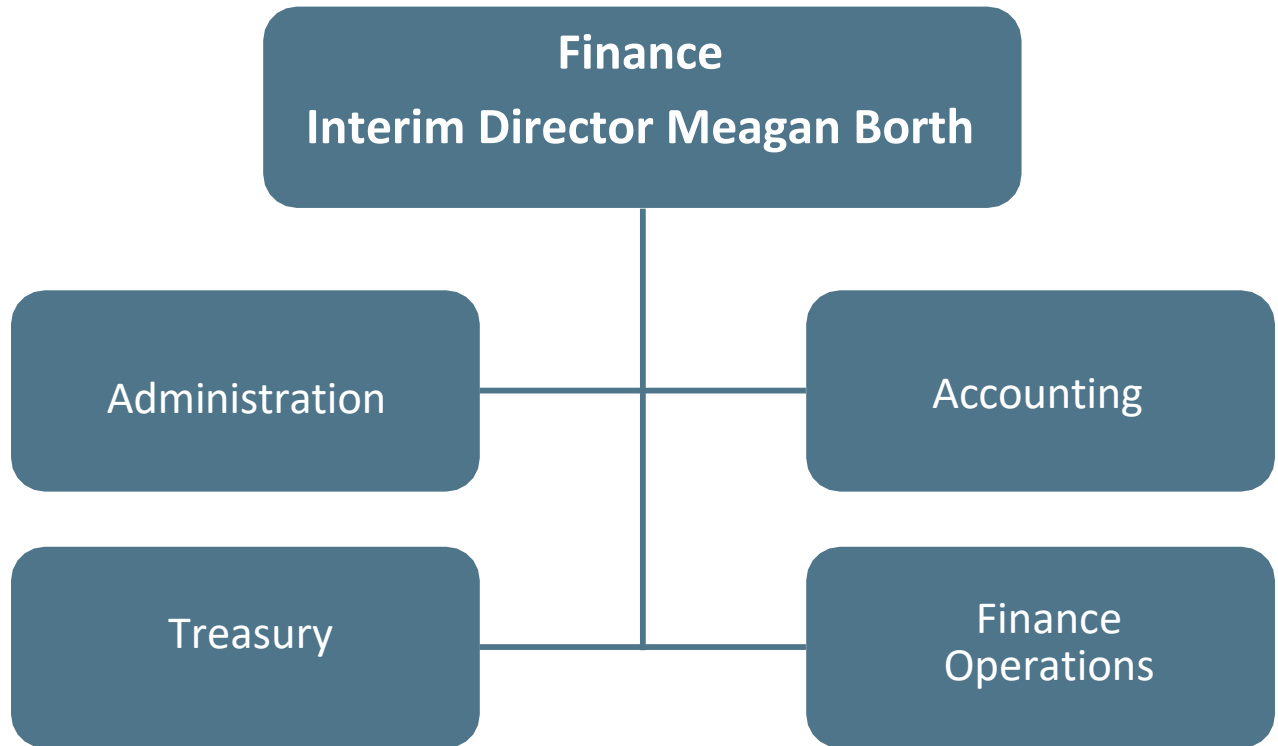 Finance
Interim Director Meagan Borth
Administration
Accounting
Treasury
Finance
Operations